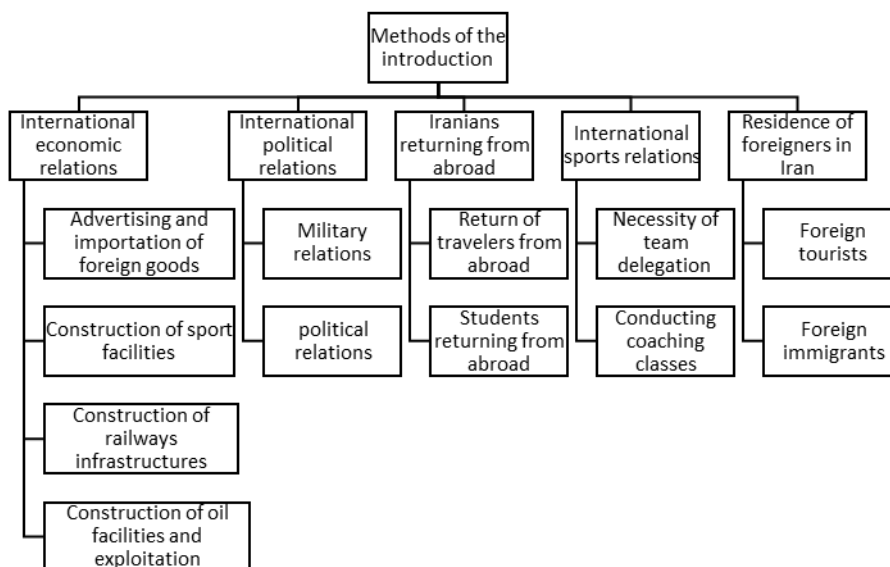 Methods of the
introduction
International
economic
relations
International
political
relations
Iranians
returning from
abroad
International
sports relations
Residence of
foreigners in
Iran
Advertising and
importation of
foreign goods
Military
relations
Return of
travelers from
abroad
Necessity of
team
delegation
Foreign
tourists
Construction of sport
facilities
political
relations
Students
returning from
abroad
Conducting
coaching
classes
Foreign
immigrants
Construction of
railways
infrastructures
Construction of oil
facilities and
exploitation